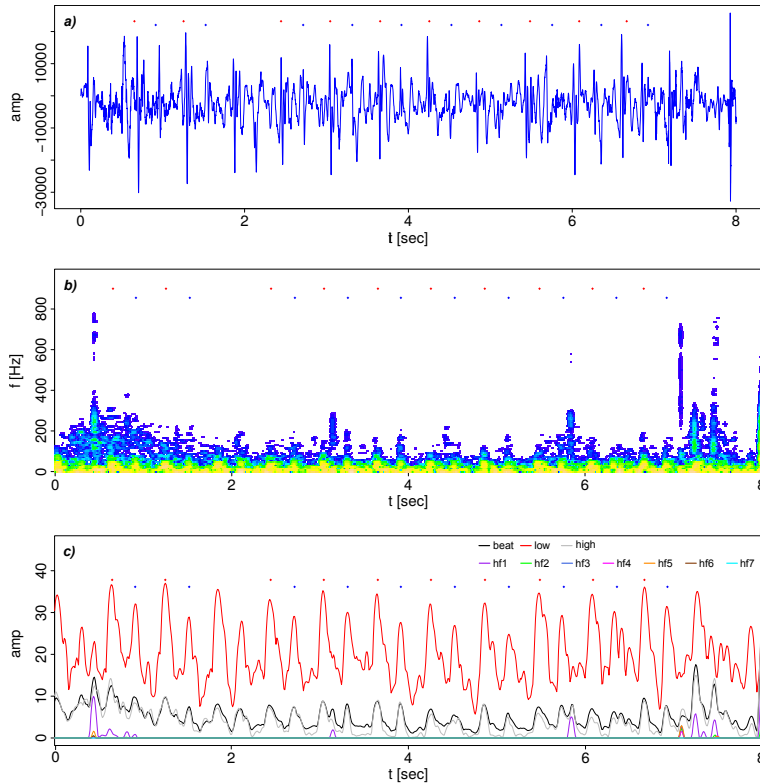 a)
amp
10000
−10000
−30000
0 2 4 6 8
t [sec]
b)
f [Hz]
800
600
400
200
0
0 2 4 6 8
t [sec]
c)
beat low high
hf1 hf2 hf3 hf4 hf5 hf6 hf7
amp
40
30
20
10
0
0 2 4 6 8
t [sec]